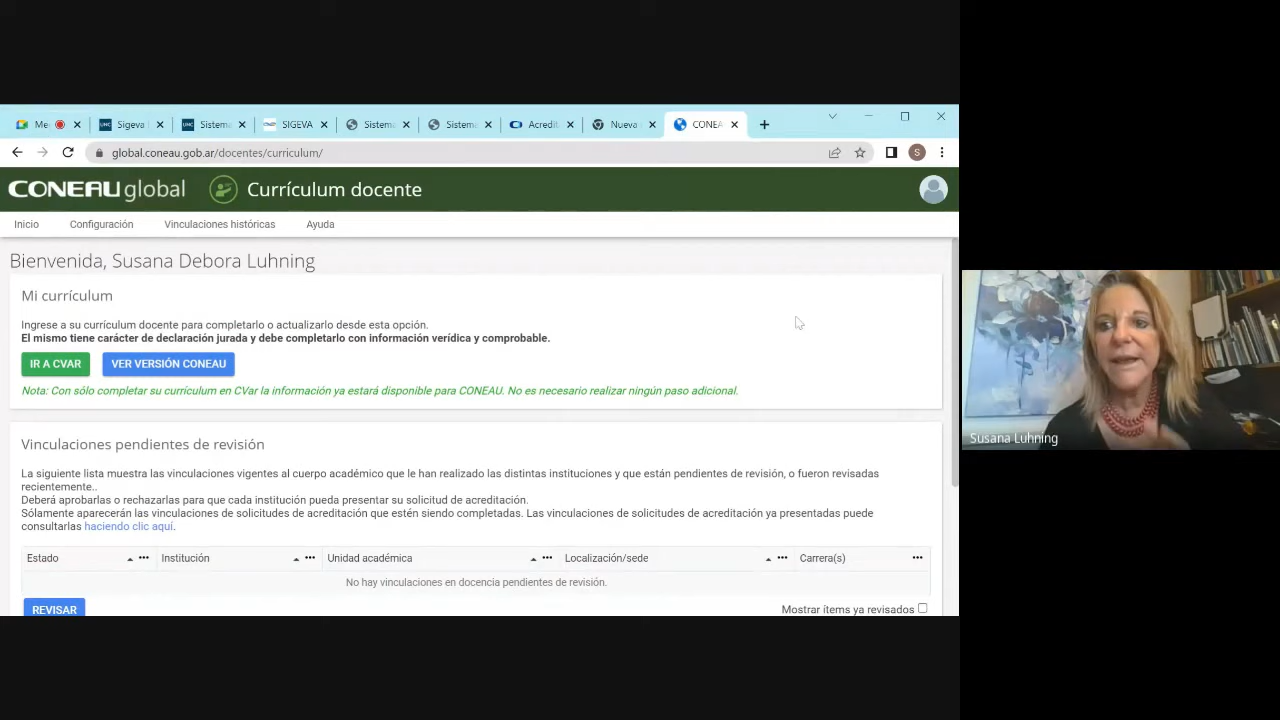 Me
Sigeva
Sistema
SIGEVA
Sistem
Sistem
Acredit
Nueva
CONEA
global.coneau.gob.ar/docentes/curriculum/
S
CONEAU global
Currículum docente
Inicio
Configuración
Vinculaciones históricas
Ayuda
Bienvenida, Susana Debora Luhning
Mi currículum
Ingrese a su currículum docente para completarlo o actualizarlo desde esta opción.
El mismo tiene carácter de declaración jurada y debe completarlo con información verídica y comprobable.
IR A CVAR
VER VERSIÓN CONEAU
Nota: Con sólo completar su currículum en CVar la información ya estará disponible para CONEAU. No es necesario realizar ningún paso adicional.
Vinculaciones pendientes de revisión
La siguiente lista muestra las vinculaciones vigentes al cuerpo académico que le han realizado las distintas instituciones y que están pendientes de revisión, o fueron revisadas
recientemente..
Deberá aprobarlas o rechazarlas para que cada institución pueda presentar su solicitud de acreditación.
Sólamente aparecerán las vinculaciones de solicitudes de acreditación que estén siendo completadas. Las vinculaciones de solicitudes de acreditación ya presentadas puede
consultarlas haciendo clic aquí.
Estado
Institución
Unidad académica
Localización/sede
Carrera(s)
No hay vinculaciones en docencia pendientes de revisión.
REVISAR
Mostrar ítems ya revisados
Susana Luhning